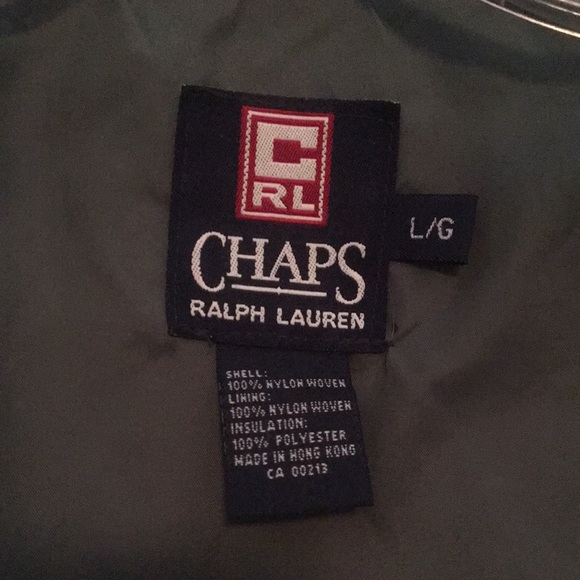 C
RL
CHAPS
RALPH LAUREN
L/G
SHELL:
100% NYLON WOVEN
LINING:
100% NYLON WOVEN
INSULATION:
100% POLYESTER
MADE IN HONG KONG
CA 00213